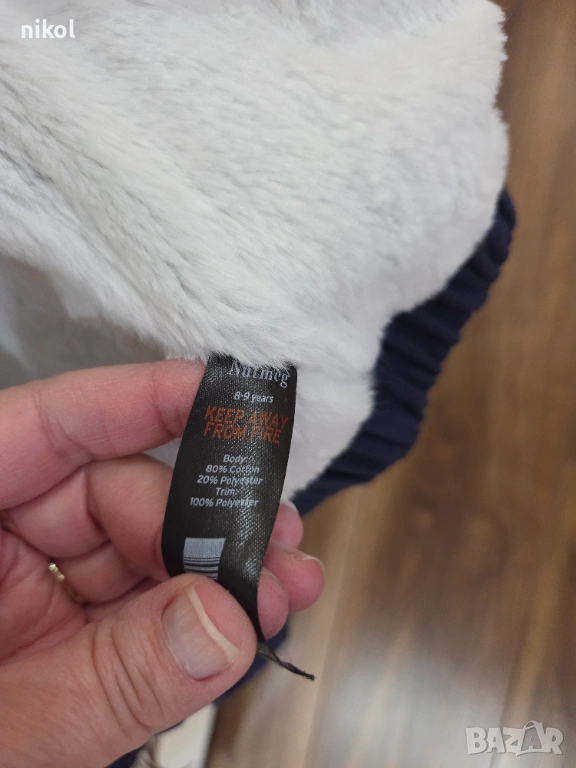 nikol
Nutmeg
8-9 years
KEEP AWAY
FROM FIRE
Body:
80% Cotton
20% Polyester
Trim:
100% Polyester
BAZAR